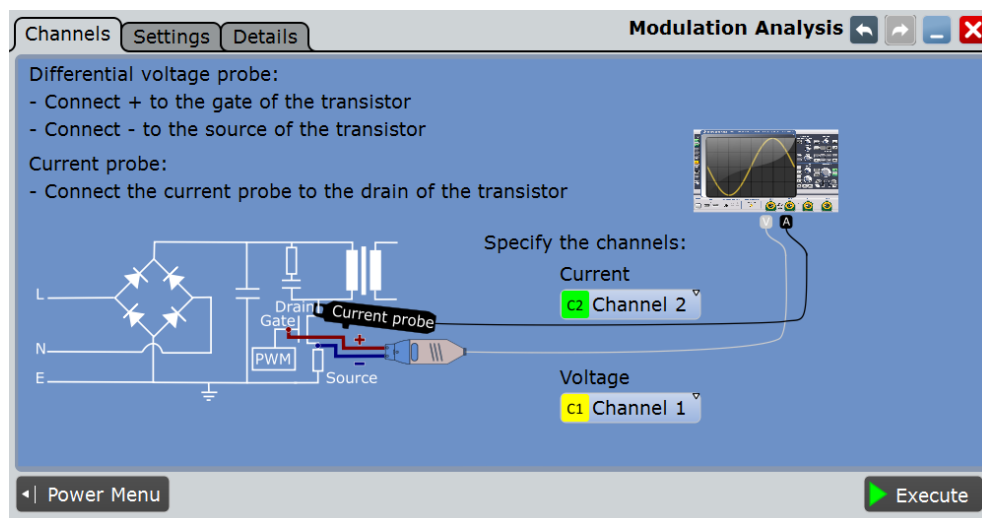 Channels Settings Details Modulation Analysis
Differential voltage probe:
- Connect + to the gate of the transistor
- Connect - to the source of the transistor
Current probe:
- Connect the current probe to the drain of the transistor
V A
Specify the channels:
Current
C2 Channel 2
Voltage
C1 Channel 1
L
N
E
Drain
Gate
Current probe
+
PWM
−
Source
Power Menu
Execute